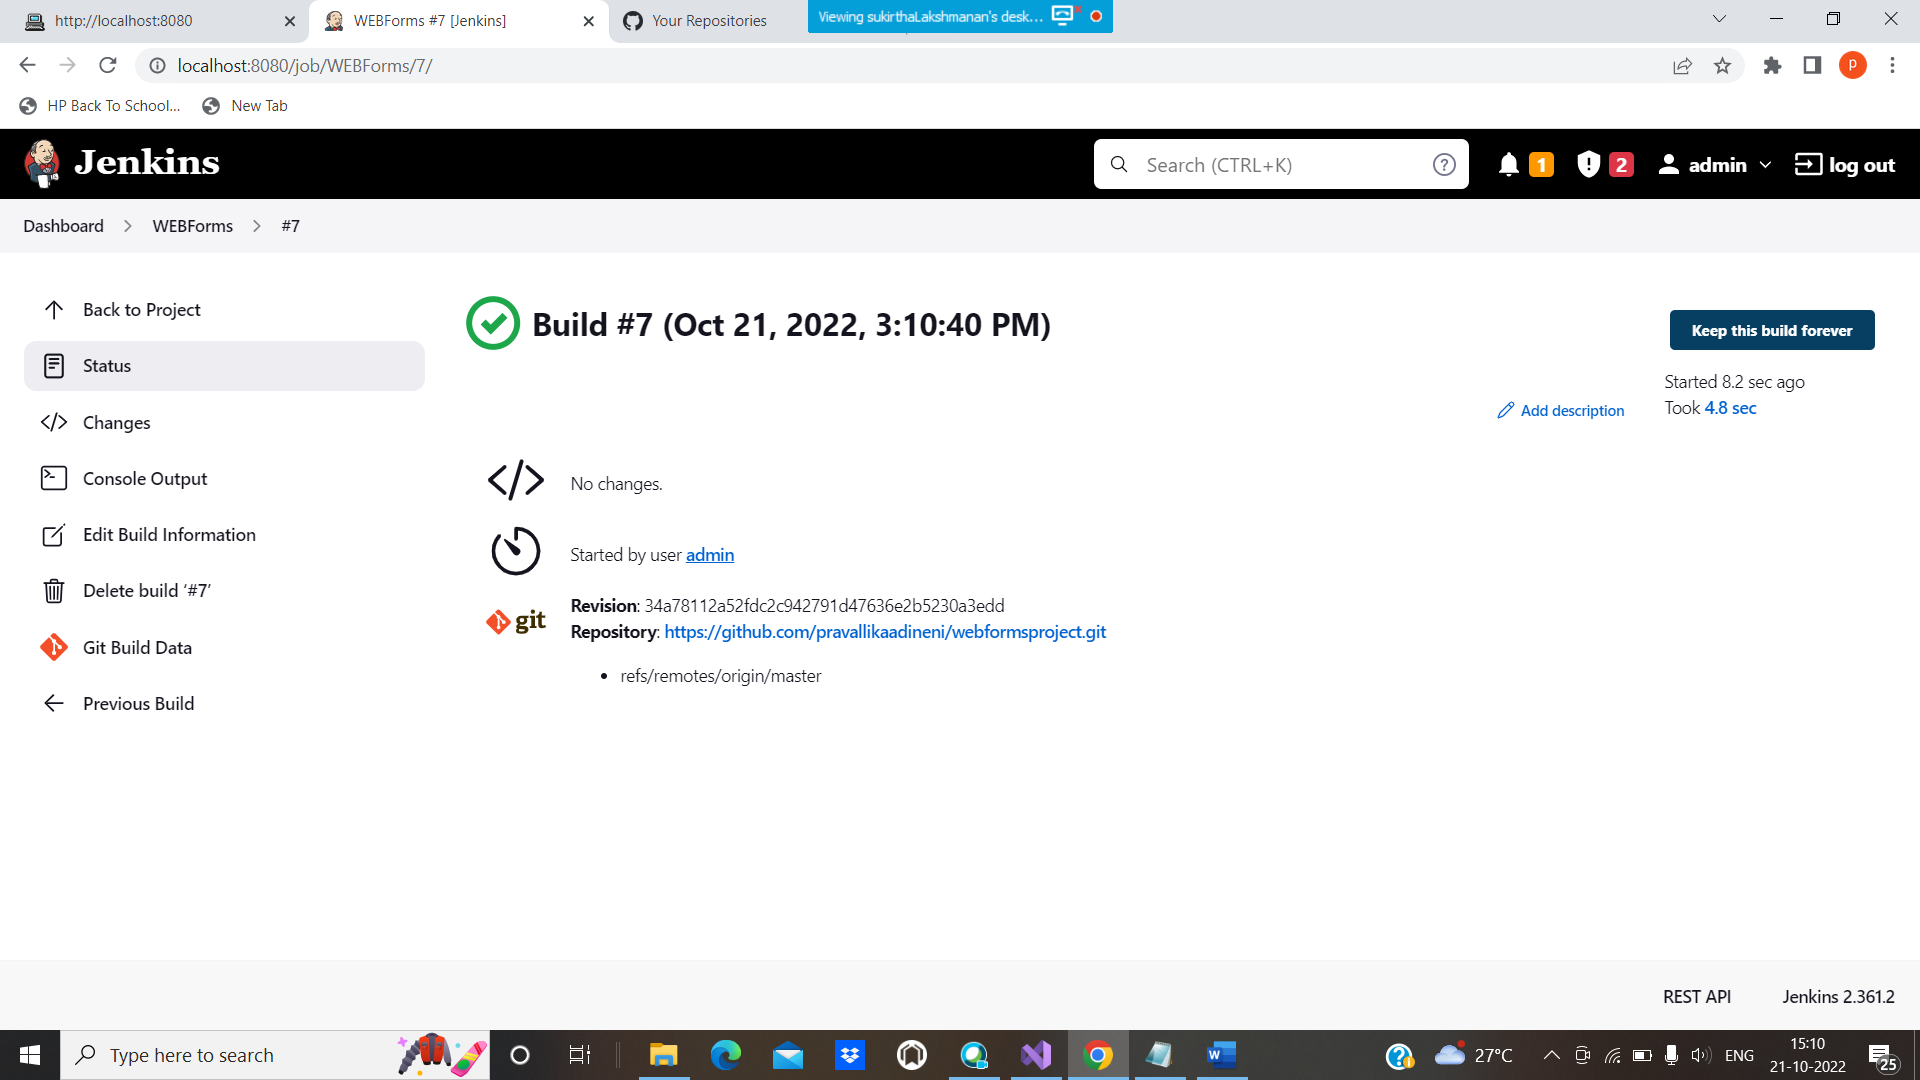 http://localhost:8080
WEBForms #7 [Jenkins]
Your Repositories
Viewing sukirthaLakshmanan's desk...
localhost:8080/job/WEBForms/7/
P
HP Back To School...
New Tab
Jenkins
Search (CTRL+K)
1
2
admin
log out
Dashboard
WEBForms
#7
Back to Project
Status
Changes
Console Output
Edit Build Information
Delete build ‘#7’
Git Build Data
Previous Build
Build #7 (Oct 21, 2022, 3:10:40 PM)
Keep this build forever
Started 8.2 sec ago
Took 4.8 sec
Add description
No changes.
Started by user admin
git
Revision: 34a78112a52fdc2c942791d47636e2b5230a3edd
Repository: https://github.com/pravallikaadineni/webformsproject.git
• refs/remotes/origin/master
REST API
Jenkins 2.361.2
Type here to search
27°C
ENG
15:10
21-10-2022
25